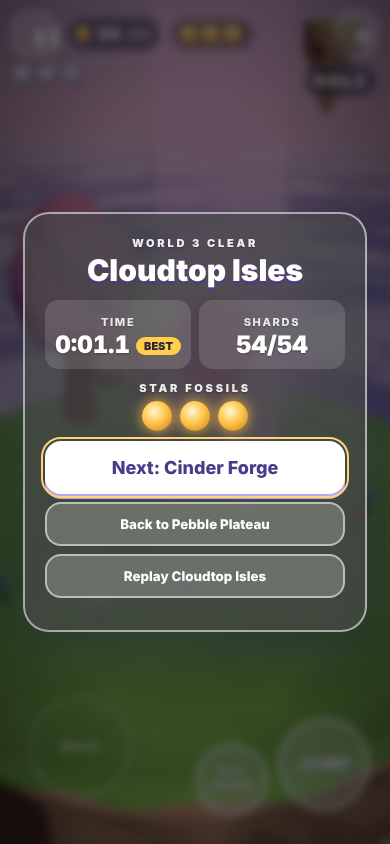 WORLD 3 CLEAR
Cloudtop Isles
TIME
0:01.1 BEST
SHARDS
54/54
STAR FOSSILS
Next: Cinder Forge
Back to Pebble Plateau
Replay Cloudtop Isles